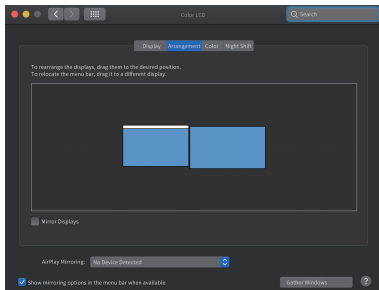 Color LCD
Search
Display Arrangement Color Night Shift
To rearrange the displays, drag them to the desired position.
To relocate the menu bar, drag it to a different display.
Mirror Displays
AirPlay Mirroring: No Device Detected
Show mirroring options in the menu bar when available
Gather Windows ?